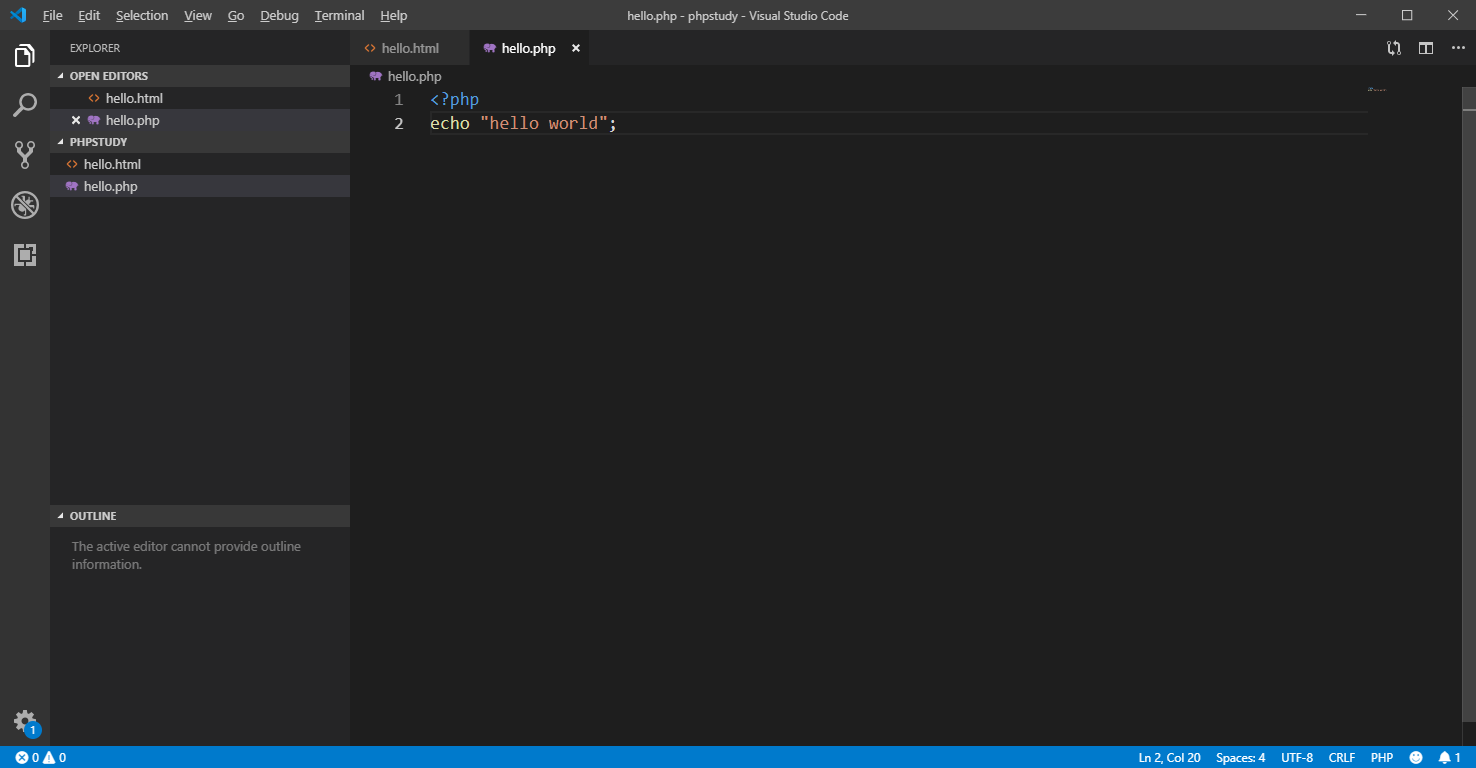 File Edit Selection View Go Debug Terminal Help hello.php - phpstudy - Visual Studio Code
EXPLORER
OPEN EDITORS
hello.html
hello.php
PHPSTUDY
hello.html
hello.php
OUTLINE
The active editor cannot provide outline
information.
hello.html hello.php
hello.php
1 <?php
2 echo "hello world";
1
0 0 Ln 2, Col 20 Spaces: 4 UTF-8 CRLF PHP 1